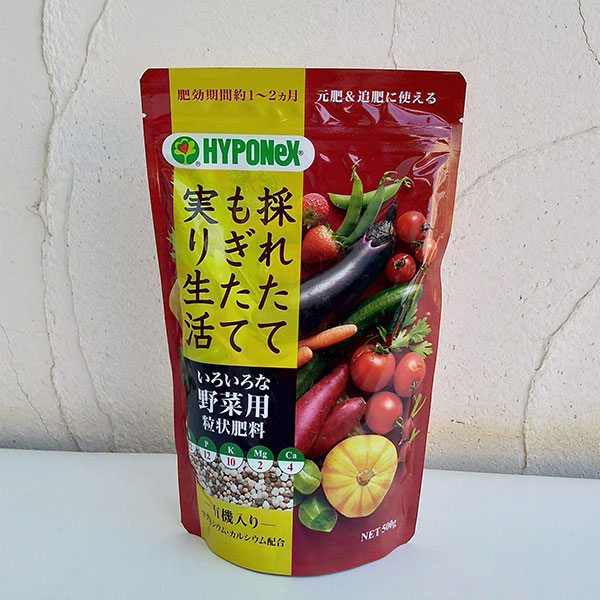 肥効期間約1～2ヵ月
元肥＆追肥に使える
HYPONeX®
採れたて
もぎたて
実り生活
いろいろな
野菜用
粒状肥料
P K Mg Ca
12 10 2 4
有機入り
マグネシウム・カルシウム配合
NET 500g